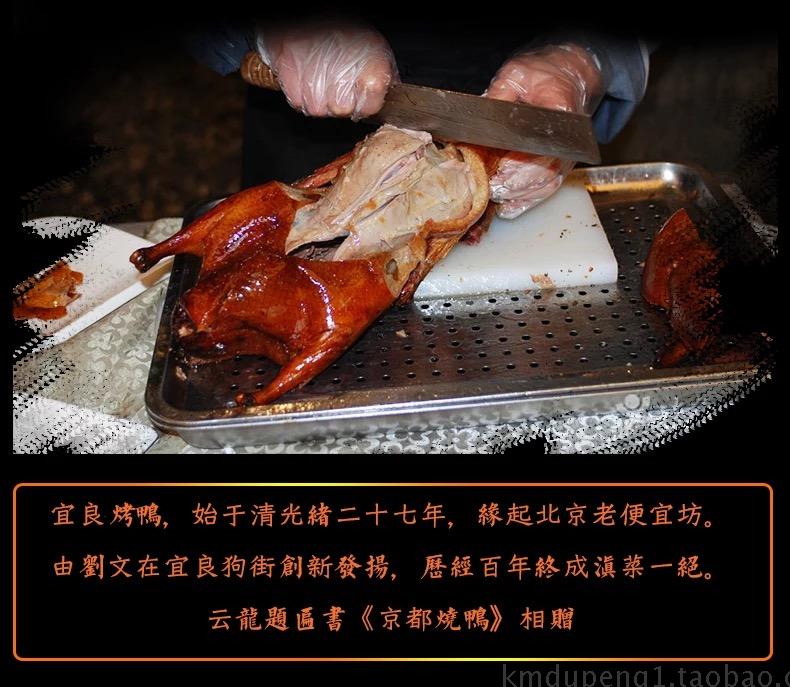 宜良烤鴨，始于清光緒二十七年，緣起北京老便宜坊。
由劉文在宜良狗街創新發揚，歷經百年終成滇菜一絕。
云龍題匾書《京都燒鴨》相贈
kmdupeng1.taobao.c